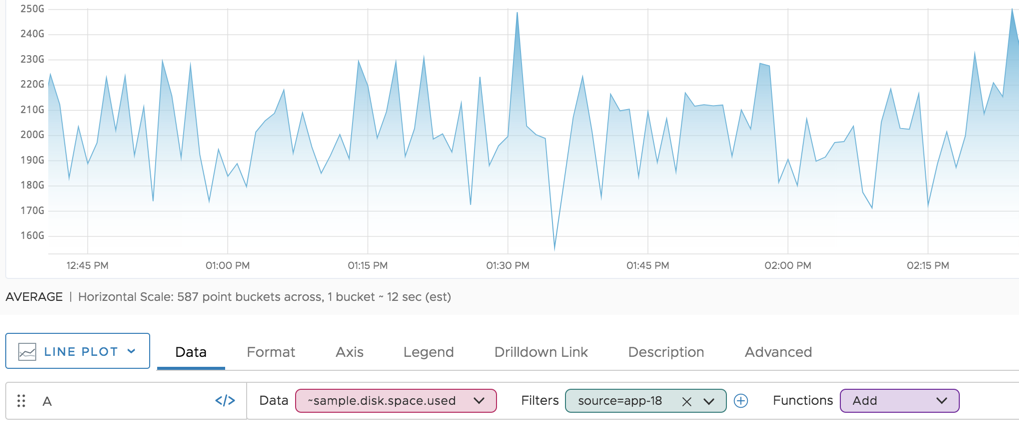 250G
240G
230G
220G
210G
200G
190G
180G
170G
160G
12:45 PM 01:00 PM 01:15 PM 01:30 PM 01:45 PM 02:00 PM 02:15 PM
AVERAGE | Horizontal Scale: 587 point buckets across, 1 bucket ~ 12 sec (est)
LINE PLOT Data Format Axis Legend Drilldown Link Description Advanced
A </> Data ~sample.disk.space.used Filters source=app-18 Functions Add